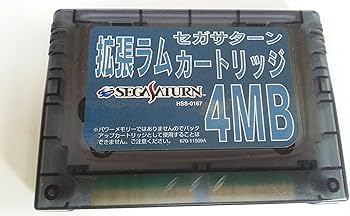 セガサターン
拡張ラムカートリッジ
SEGASATURN
HSS-0167
4MB
※パワーメモリーではありませんのでバック
アップカートリッジとして使用することは
できません。ご注意ください。 670-11509A